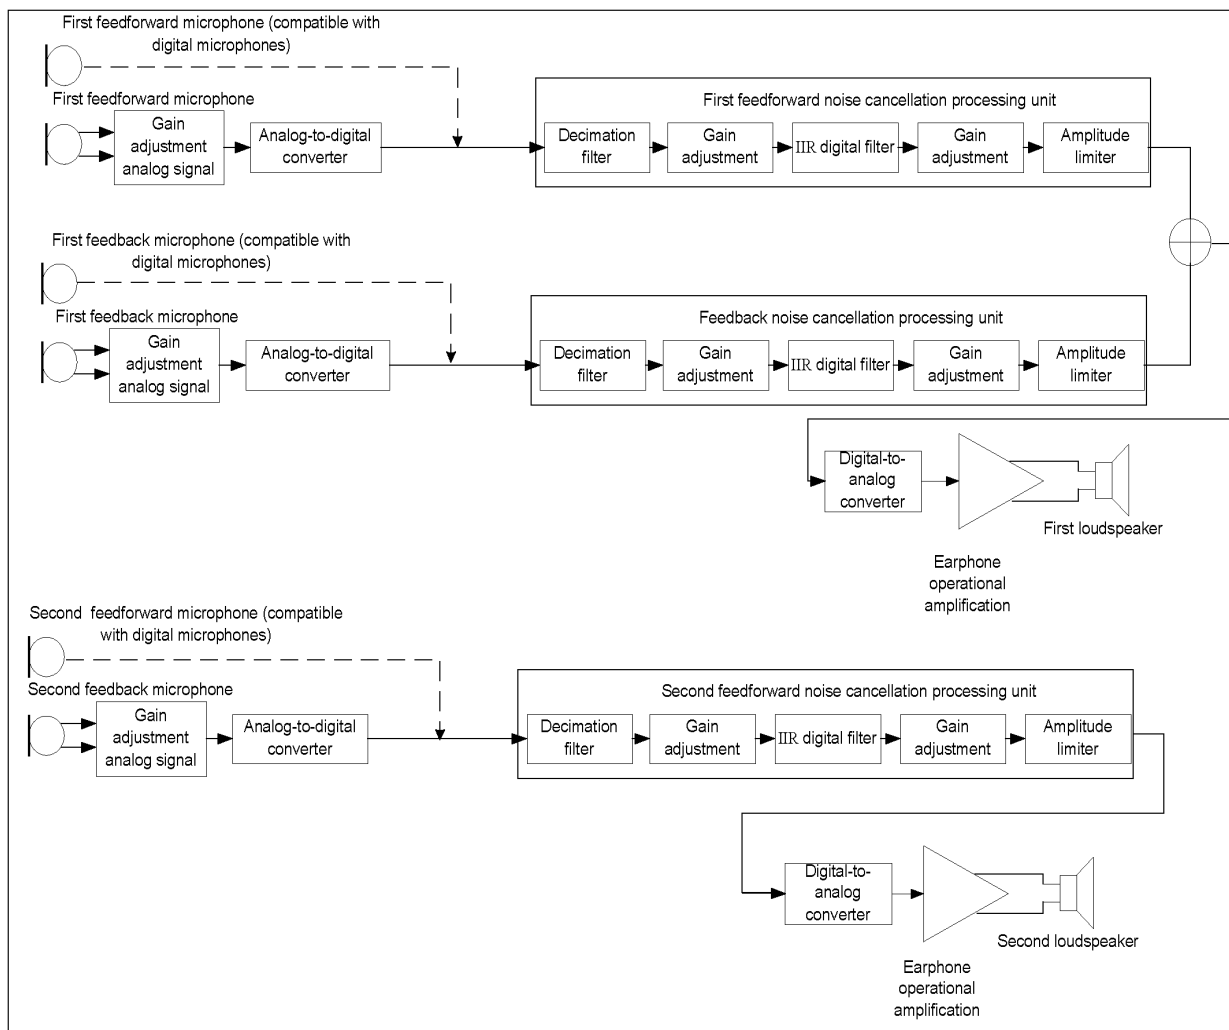 First feedforward microphone (compatible with
digital microphones)
First feedforward microphone
Gain
adjustment
analog signal
Analog-to-digital
converter
First feedforward noise cancellation processing unit
Decimation
filter
Gain
adjustment
IIR digital filter
Gain
adjustment
Amplitude
limiter
First feedback microphone (compatible with
digital microphones)
First feedback microphone
Gain
adjustment
analog signal
Analog-to-digital
converter
Feedback noise cancellation processing unit
Decimation
filter
Gain
adjustment
IIR digital filter
Gain
adjustment
Amplitude
limiter
Digital-to-
analog
converter
First loudspeaker
Earphone
operational
amplification
Second feedforward microphone (compatible
with digital microphones)
Second feedback microphone
Gain
adjustment
analog signal
Analog-to-digital
converter
Second feedforward noise cancellation processing unit
Decimation
filter
Gain
adjustment
IIR digital filter
Gain
adjustment
Amplitude
limiter
Digital-to-
analog
converter
Second loudspeaker
Earphone
operational
amplification